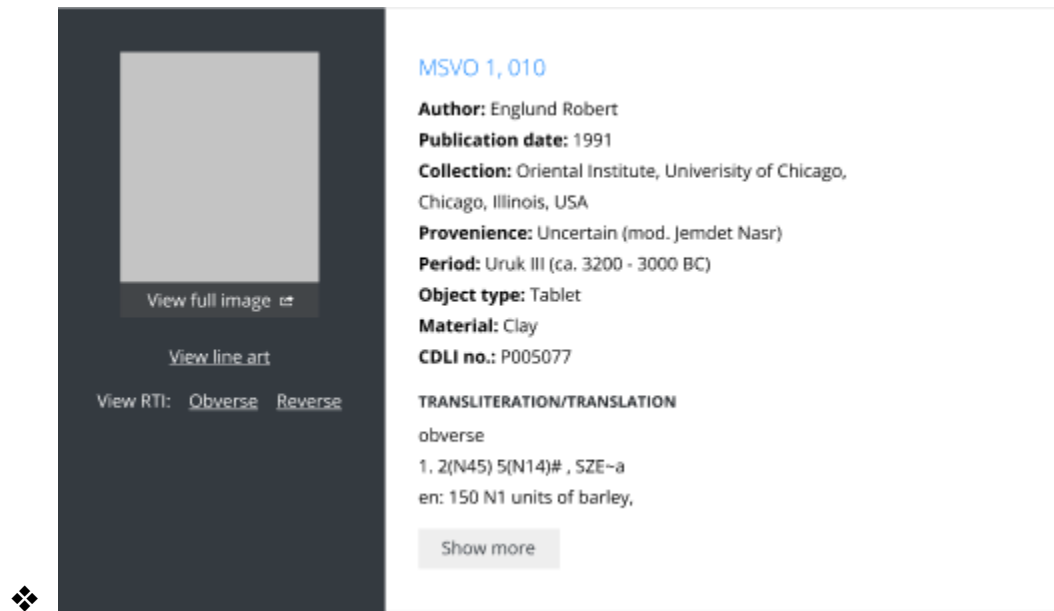 MSVO 1, 010
Author: Englund Robert
Publication date: 1991
Collection: Oriental Institute, Univerisity of Chicago,
Chicago, Illinois, USA
Provenience: Uncertain (mod. Jemdet Nasr)
Period: Uruk III (ca. 3200 - 3000 BC)
Object type: Tablet
Material: Clay
CDLI no.: P005077
View full image
View line art
View RTI: Obverse Reverse
TRANSLITERATION/TRANSLATION
obverse
1. 2(N45) 5(N14)# , SZE~a
en: 150 N1 units of barley,
Show more